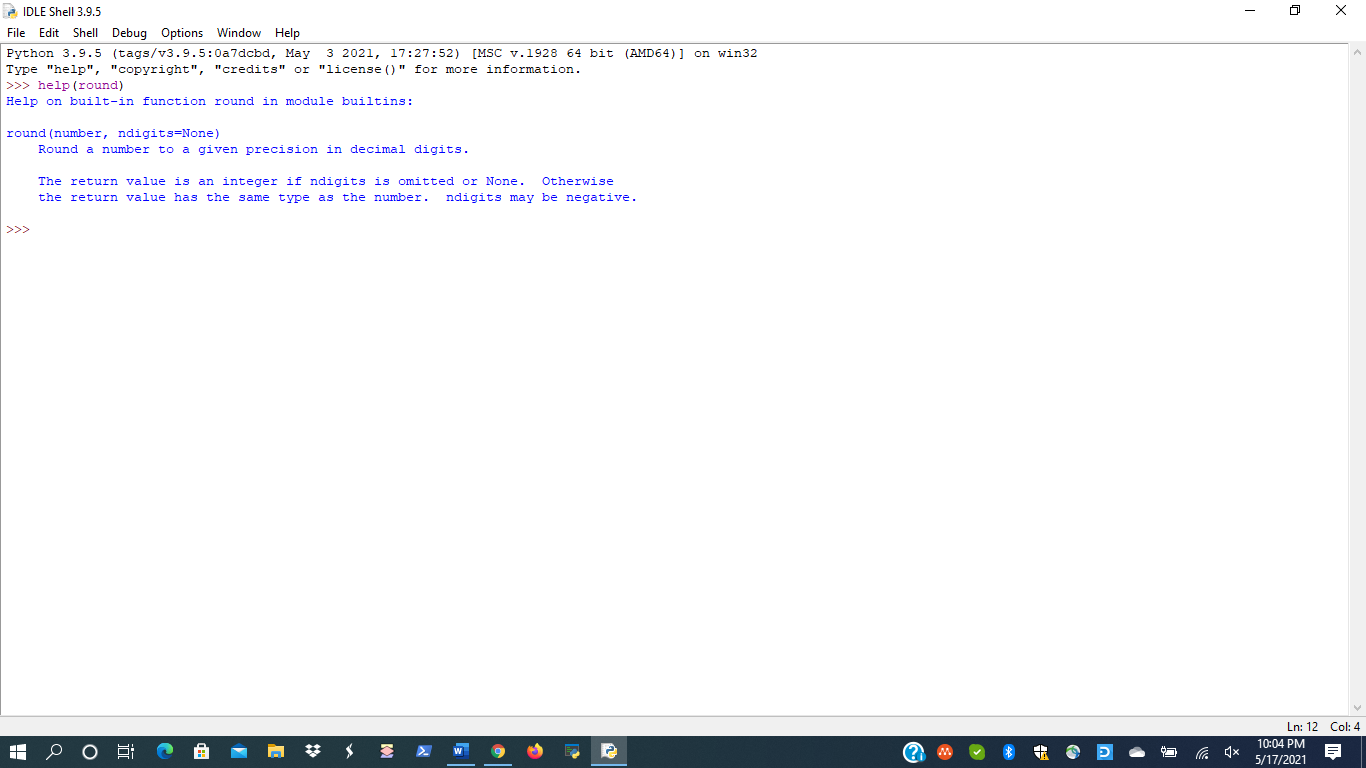 IDLE Shell 3.9.5
File Edit Shell Debug Options Window Help
Python 3.9.5 (tags/v3.9.5:0a7dcbd, May  3 2021, 17:27:52) [MSC v.1928 64 bit (AMD64)] on win32
Type "help", "copyright", "credits" or "license()" for more information.
>>> help(round)
Help on built-in function round in module builtins:

round(number, ndigits=None)
    Round a number to a given precision in decimal digits.

    The return value is an integer if ndigits is omitted or None.  Otherwise
    the return value has the same type as the number.  ndigits may be negative.

>>>
Ln: 12 Col: 4
10:04 PM
5/17/2021